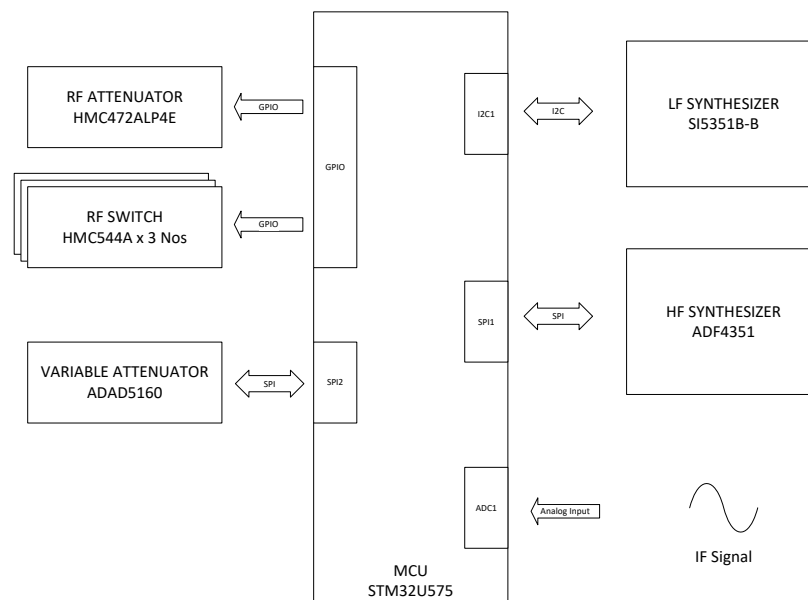 RF ATTENUATOR
HMC472ALP4E
GPIO
RF SWITCH
HMC544A x 3 Nos
GPIO
GPIO
VARIABLE ATTENUATOR
ADAD5160
SPI
SPI2
I2C1
I2C
LF SYNTHESIZER
SI5351B-B
SPI1
SPI
HF SYNTHESIZER
ADF4351
ADC1
Analog Input
IF Signal
MCU
STM32U575